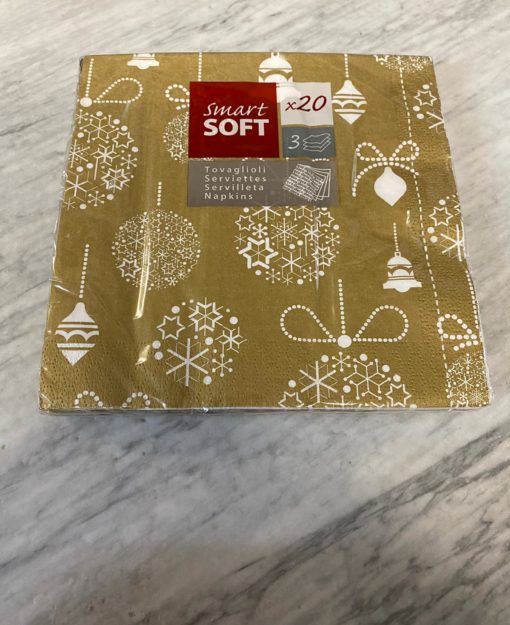 Smart
SOFT
x20
3
Tovaglioli
Serviettes
Servilleta
Napkins